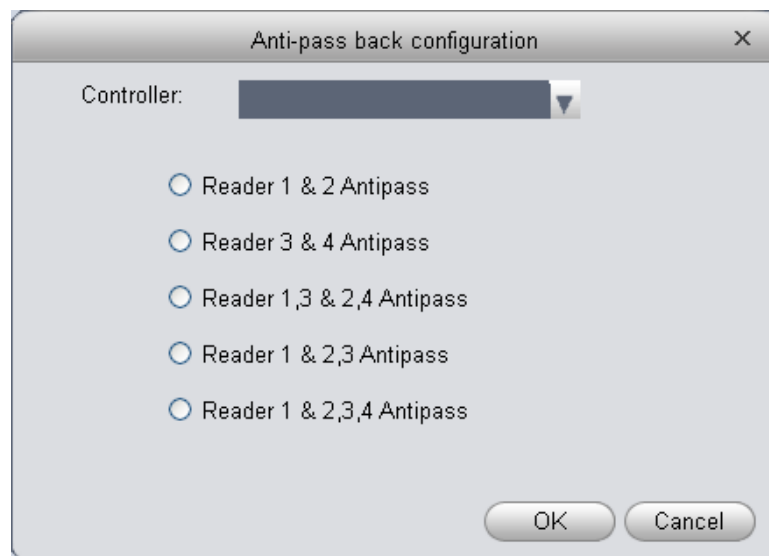 Anti-pass back configuration
Controller:
Reader 1 & 2 Antipass
Reader 3 & 4 Antipass
Reader 1,3 & 2,4 Antipass
Reader 1 & 2,3 Antipass
Reader 1 & 2,3,4 Antipass
OK Cancel